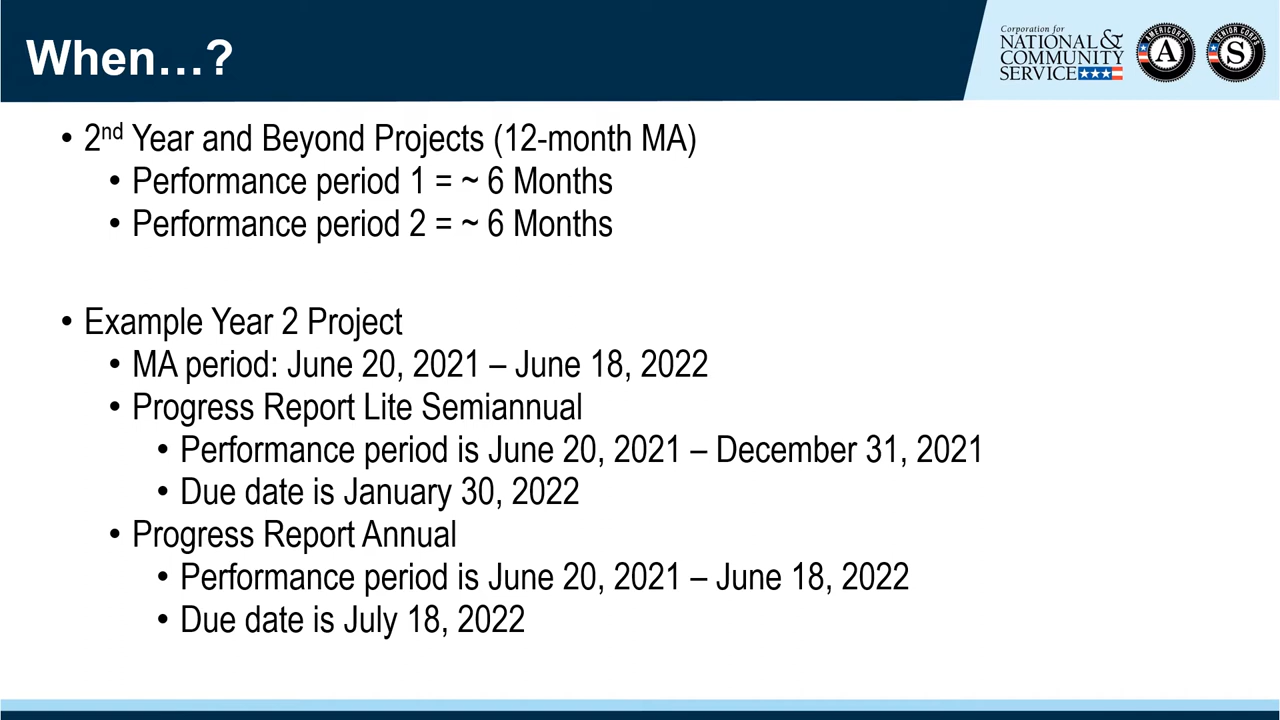 When…?
Corporation for
NATIONAL &
COMMUNITY
SERVICE
AMERICORPS
A
SENIOR CORPS
S
• 2nd Year and Beyond Projects (12-month MA)
• Performance period 1 = ~ 6 Months
• Performance period 2 = ~ 6 Months
• Example Year 2 Project
• MA period: June 20, 2021 – June 18, 2022
• Progress Report Lite Semiannual
• Performance period is June 20, 2021 – December 31, 2021
• Due date is January 30, 2022
• Progress Report Annual
• Performance period is June 20, 2021 – June 18, 2022
• Due date is July 18, 2022